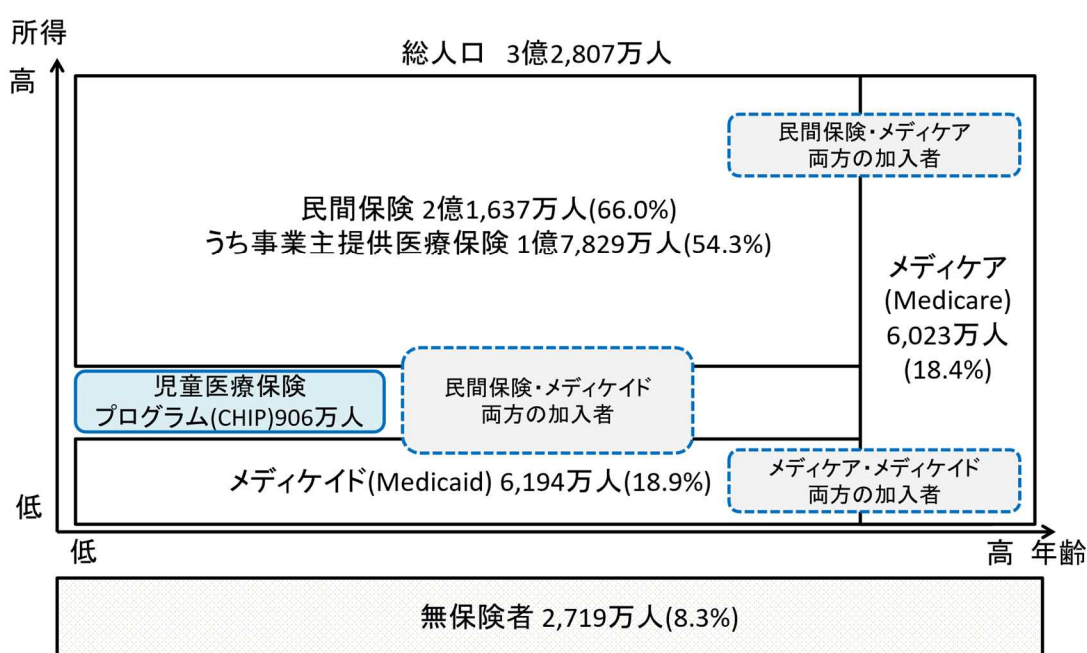 所得
高
総人口 3億2,807万人
民間保険・メディケア
両方の加入者
民間保険 2億1,637万人(66.0%)
うち事業主提供医療保険 1億7,829万人(54.3%)
メディケア
(Medicare)
6,023万人
(18.4%)
児童医療保険
プログラム(CHIP)906万人
民間保険・メディケイド
両方の加入者
メディケイド(Medicaid) 6,194万人(18.9%)
メディケア・メディケイド
両方の加入者
低
低
高 年齢
無保険者 2,719万人(8.3%)